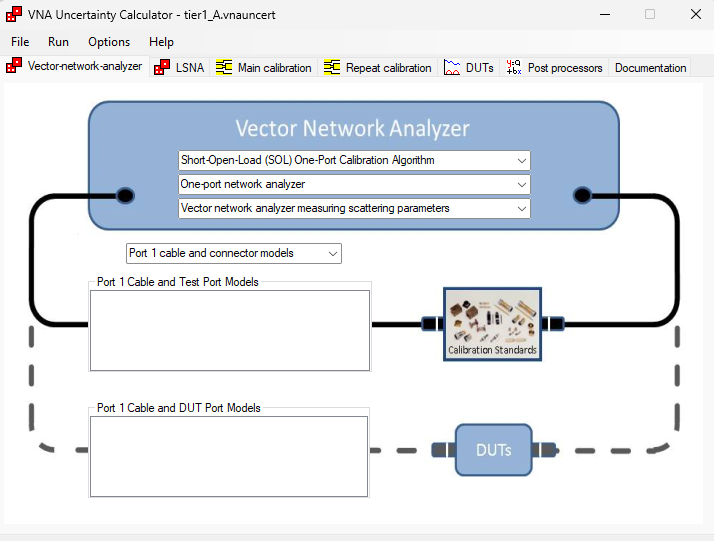 VNA Uncertainty Calculator - tier1_A.vnauncert
File Run Options Help
Vector-network-analyzer LSNA Main calibration Repeat calibration DUTs Post processors Documentation
Vector Network Analyzer
Short-Open-Load (SOL) One-Port Calibration Algorithm
One-port network analyzer
Vector network analyzer measuring scattering parameters
Port 1 cable and connector models
Port 1 Cable and Test Port Models
Calibration Standards
Port 1 Cable and DUT Port Models
DUTs